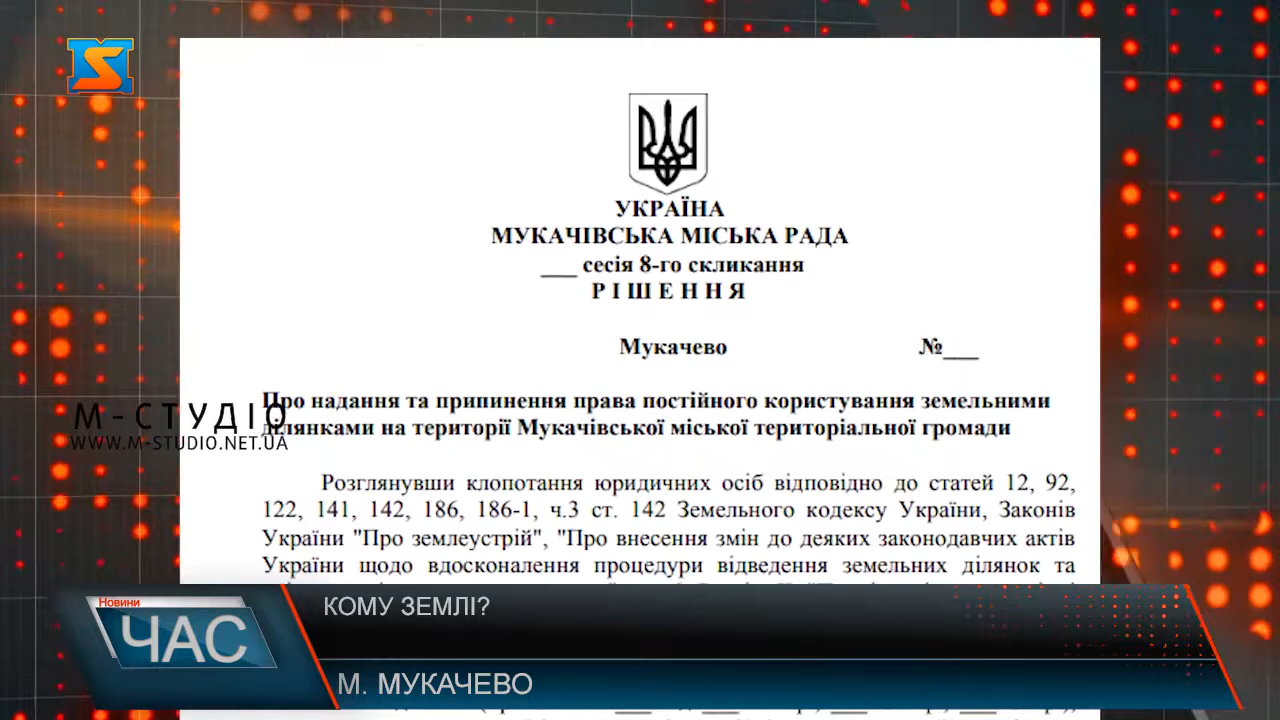 УКРАЇНА
МУКАЧІВСЬКА МІСЬКА РАДА
___ сесія 8-го скликання
Р І Ш Е Н Н Я
Мукачево №___
Про надання та припинення права постійного користування земельними
ділянками на території Мукачівської міської територіальної громади
М-СТУДІО
WWW.M-STUDIO.NET.UA
Розглянувши клопотання юридичних осіб відповідно до статей 12, 92,
122, 141, 142, 186, 186-1, ч.3 ст. 142 Земельного кодексу України, Законів
України "Про землеустрій", "Про внесення змін до деяких законодавчих актів
України щодо вдосконалення процедури відведення земельних ділянок та
Новини
ЧАС
КОМУ ЗЕМЛІ?
М. МУКАЧЕВО